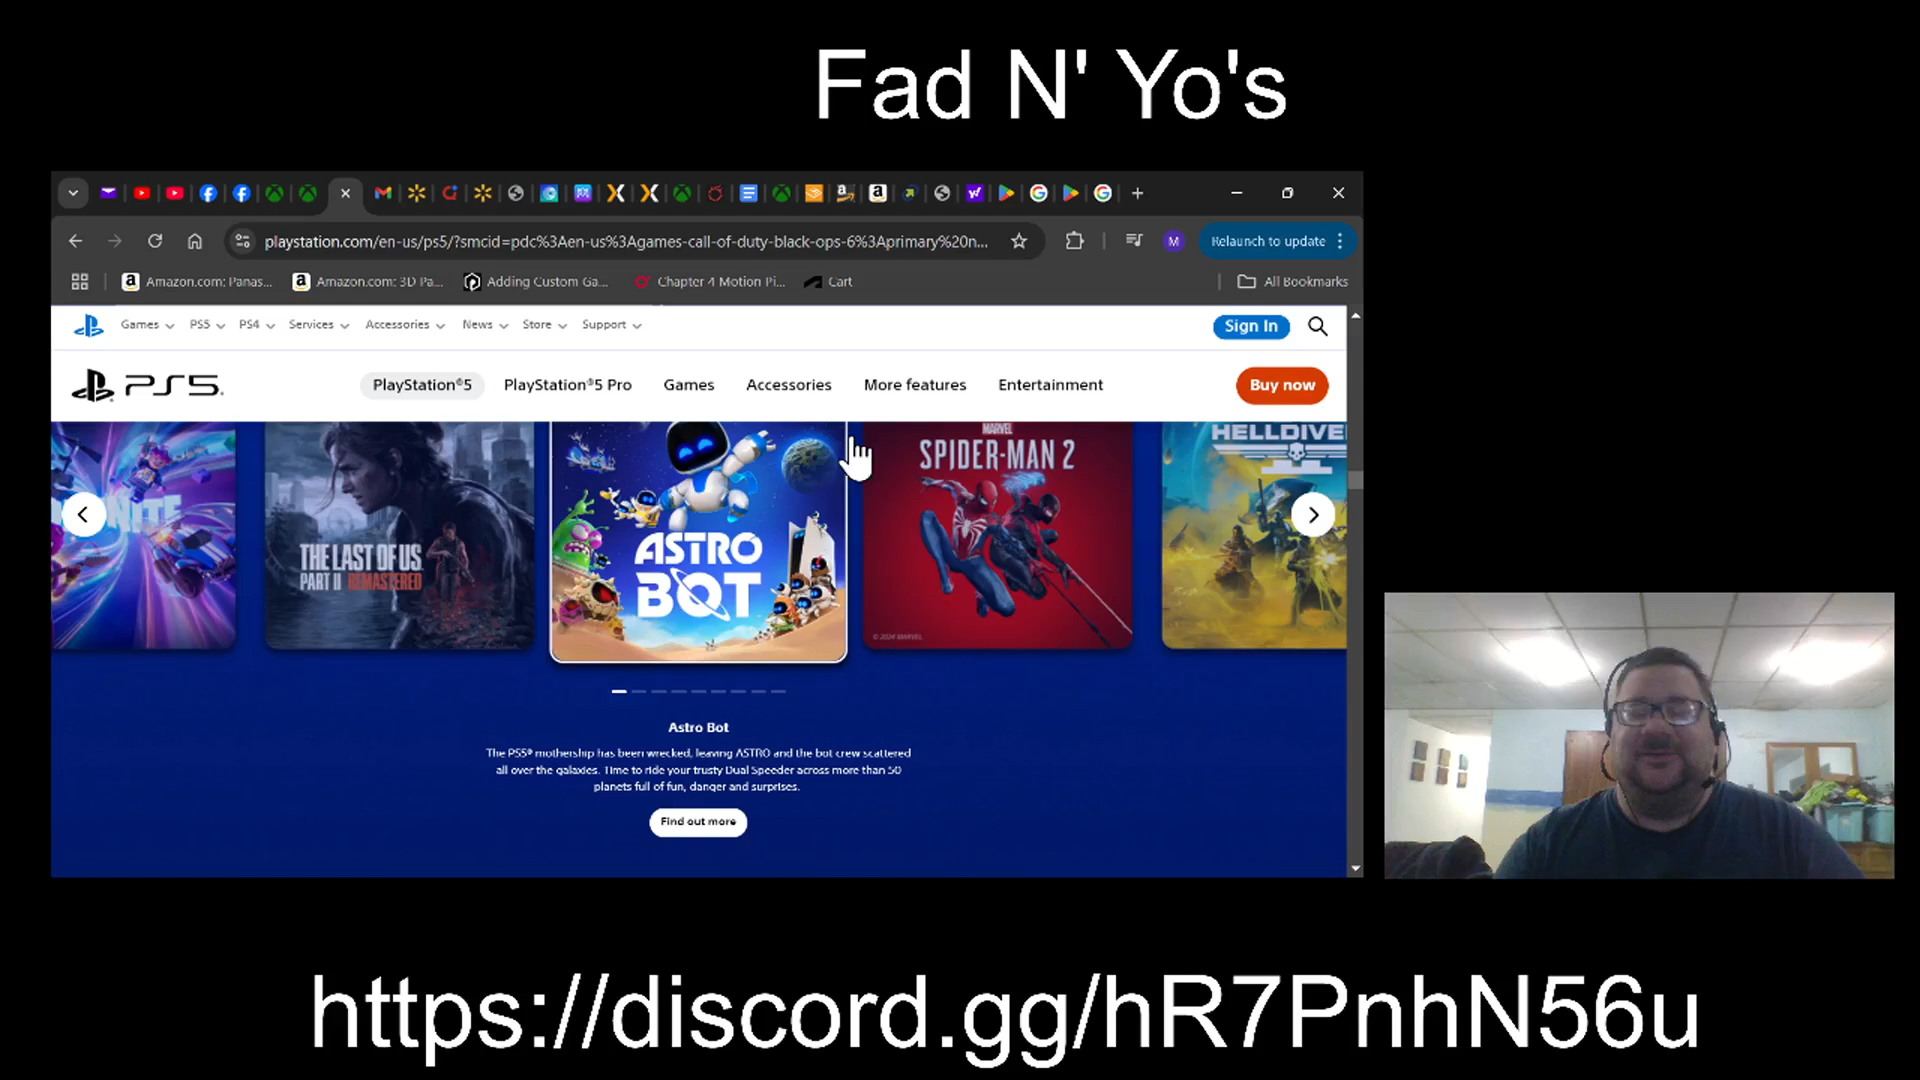 Fad N' Yo's
playstation.com/en-us/ps5/?smcid=pdc%3Aen-us%3Agames-call-of-duty-black-ops-6%3Aprimary%20n...
M
Relaunch to update
Amazon.com: Panas...
Amazon.com: 3D Pa...
Adding Custom Ga...
Chapter 4 Motion Pi...
Cart
All Bookmarks
Games PS5 PS4 Services Accessories News Store Support
Sign In
PS5
PlayStation®5 PlayStation®5 Pro Games Accessories More features Entertainment
Buy now
THE LAST OF US
PART II REMASTERED
ASTRO
BOT
MARVEL
SPIDER-MAN 2
HELLDIVE
Astro Bot
The PS5® mothership has been wrecked, leaving ASTRO and the bot crew scattered
all over the galaxies. Time to ride your trusty Dual Speeder across more than 50
planets full of fun, danger and surprises.
Find out more
https://discord.gg/hR7PnhN56u